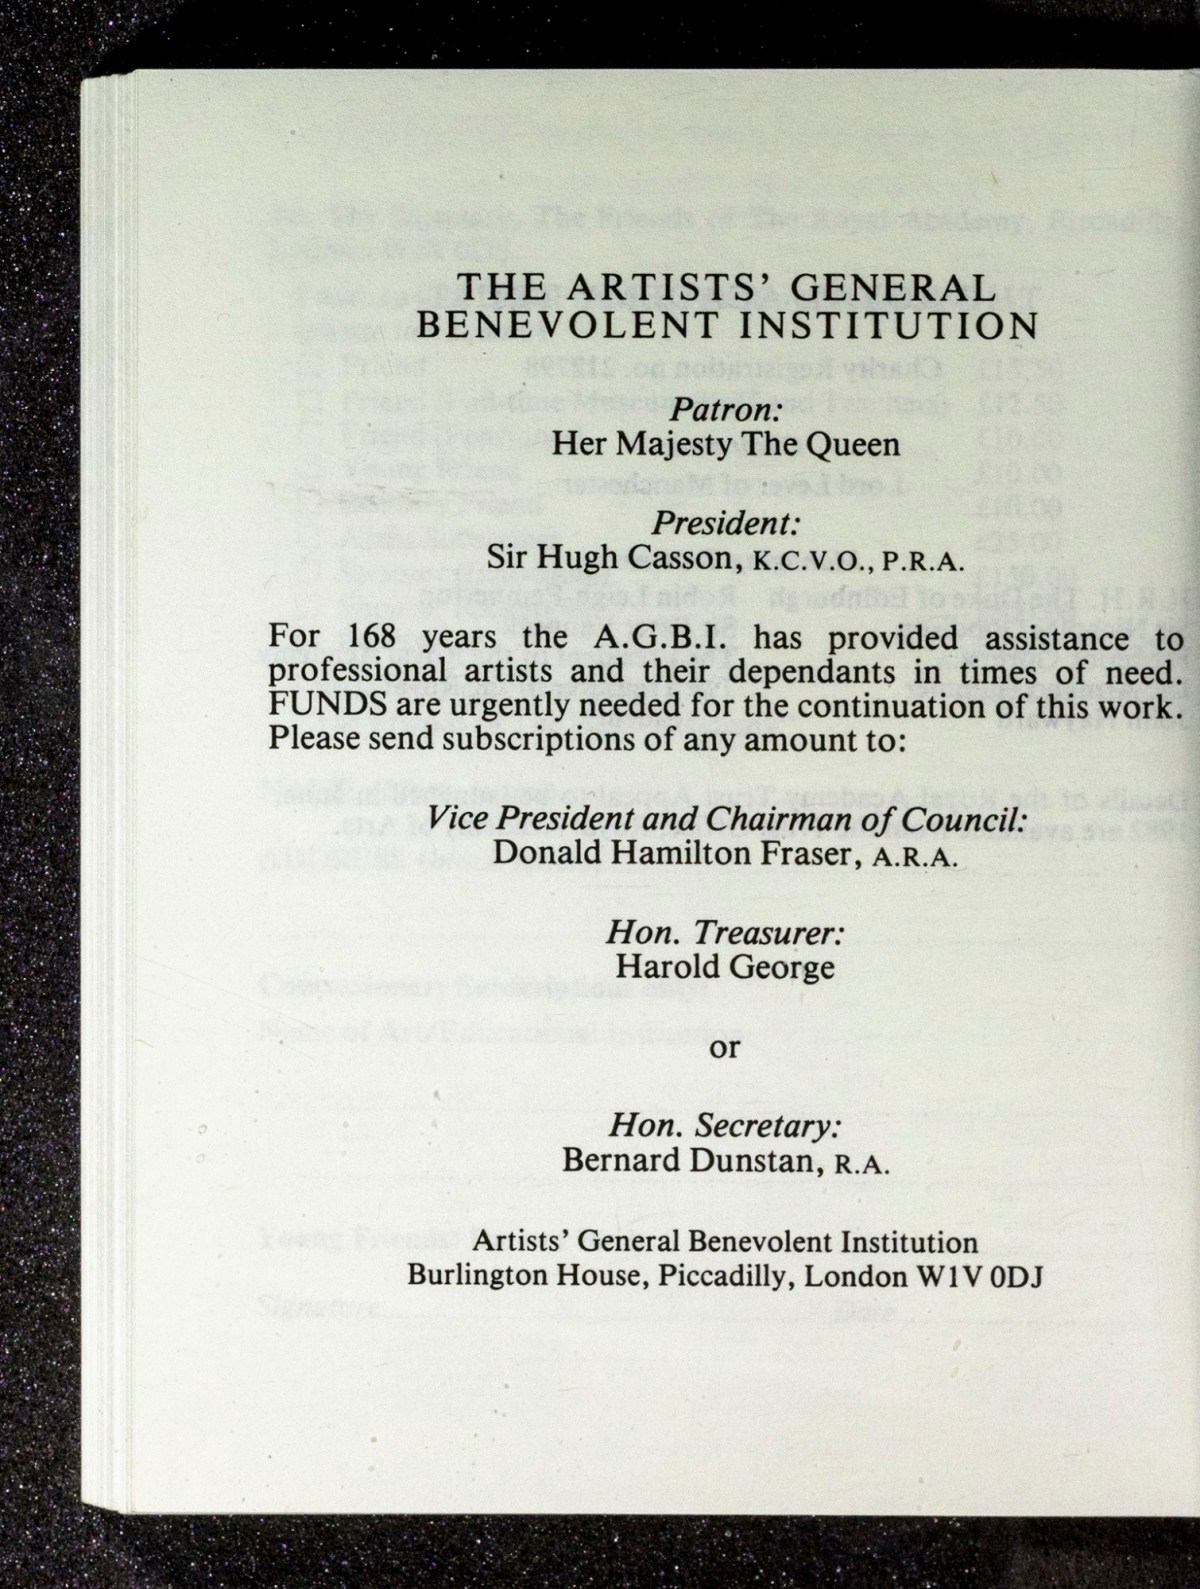 THE ARTISTS’ GENERAL
BENEVOLENT INSTITUTION
Patron:
Her Majesty The Queen
President:
Sir Hugh Casson, K.C.V.O., P.R.A.
For 168 years the A.G.B.I. has provided assistance to
professional artists and their dependants in times of need.
FUNDS are urgently needed for the continuation of this work.
Please send subscriptions of any amount to:
Vice President and Chairman of Council:
Donald Hamilton Fraser, A.R.A.
Hon. Treasurer:
Harold George
or
Hon. Secretary:
Bernard Dunstan, R.A.
Artists’ General Benevolent Institution
Burlington House, Piccadilly, London W1V 0DJ